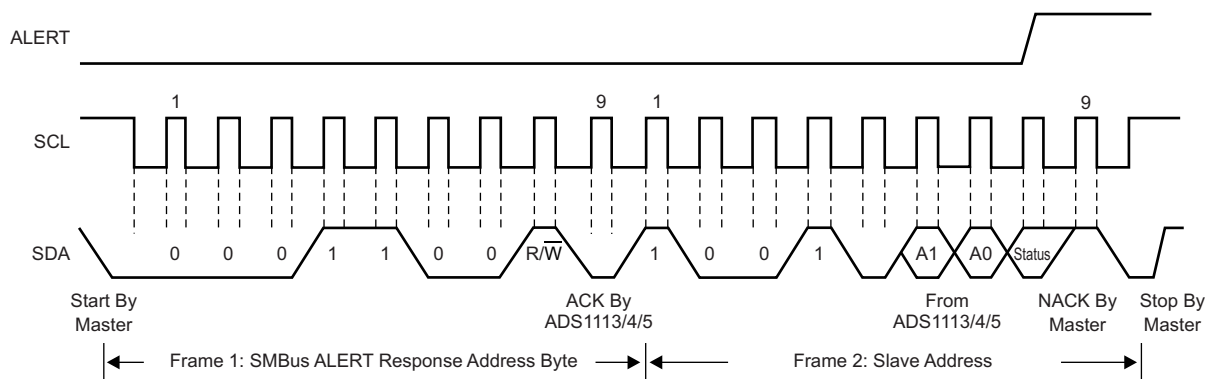 ALERT
1 9 1 9
SCL
SDA 0 0 0 1 1 0 0 R/W 1 0 0 1 A1 A0 Status
Start By
Master
ACK By
ADS1113/4/5
From
ADS1113/4/5
NACK By
Master
Stop By
Master
Frame 1: SMBus ALERT Response Address Byte
Frame 2: Slave Address